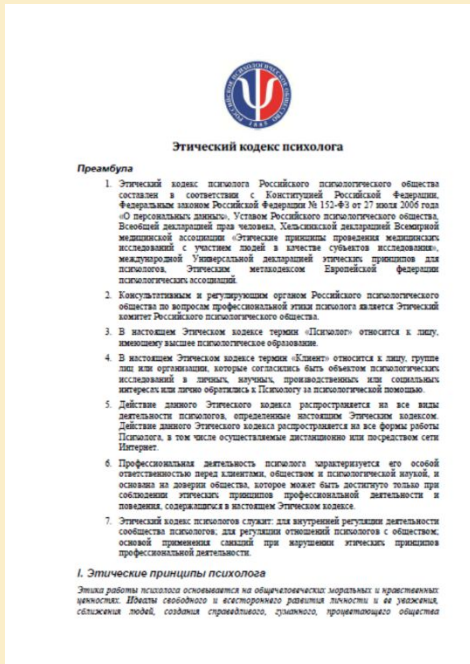 РОССИЙСКОЕ ПСИХОЛОГИЧЕСКОЕ ОБЩЕСТВО
1885
Этический кодекс психолога
Преамбула
1. Этический кодекс психолога Российского психологического общества
составлен в соответствии с Конституцией Российской Федерации,
Федеральным законом Российской Федерации № 152-ФЗ от 27 июля 2006 года
«О персональных данных», Уставом Российского психологического общества,
Всеобщей декларацией прав человека, Хельсинкской декларацией Всемирной
медицинской ассоциации «Этические принципы проведения медицинских
исследований с участием людей в качестве субъектов исследования»,
международной Универсальной декларацией этических принципов для
психологов, Этическим метакодексом Европейской федерации
психологических ассоциаций.
2. Консультативным и регулирующим органом Российского психологического
общества по вопросам профессиональной этики психолога является Этический
комитет Российского психологического общества.
3. В настоящем Этическом кодексе термин «Психолог» относится к лицу,
имеющему высшее психологическое образование.
4. В настоящем Этическом кодексе термин «Клиент» относится к лицу, группе
лиц или организации, которые согласились быть объектом психологических
исследований в личных, научных, производственных или социальных
интересах или лично обратились к Психологу за психологической помощью.
5. Действие данного Этического кодекса распространяется на все виды
деятельности психологов, определенные настоящим Этическим кодексом.
Действие данного Этического кодекса распространяется на все формы работы
Психолога, в том числе осуществляемые дистанционно или посредством сети
Интернет.
6. Профессиональная деятельность психолога характеризуется его особой
ответственностью перед клиентами, обществом и психологической наукой, и
основана на доверии общества, которое может быть достигнуто только при
соблюдении этических принципов профессиональной деятельности и
поведения, содержащихся в настоящем Этическом кодексе.
7. Этический кодекс психологов служит: для внутренней регуляции деятельности
сообщества психологов; для регуляции отношений психологов с обществом;
основой применения санкций при нарушении этических принципов
профессиональной деятельности.
I. Этические принципы психолога
Этика работы психолога основывается на общечеловеческих моральных и нравственных
ценностях. Идеалы свободного и всестороннего развития личности и ее уважения,
сближения людей, создания справедливого, гуманного, процветающего общества